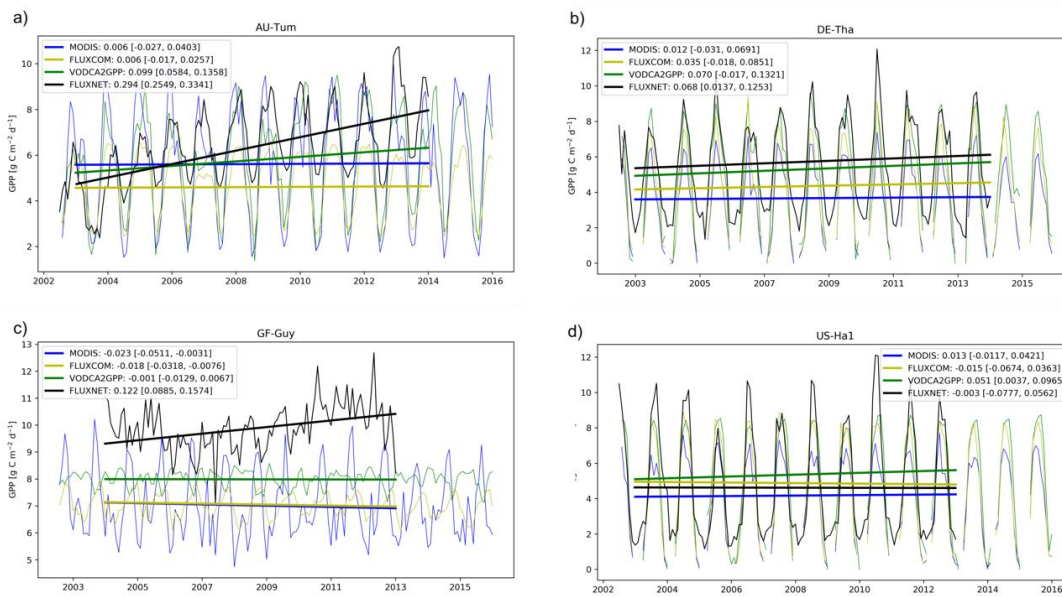 a)
AU-Tum
MODIS: 0.006 [-0.027, 0.0403]
FLUXCOM: 0.006 [-0.017, 0.0257]
VODCA2GPP: 0.099 [0.0584, 0.1358]
FLUXNET: 0.294 [0.2549, 0.3341]
GPP [g C m⁻² d⁻¹]
10
8
6
4
2
2002 2004 2006 2008 2010 2012 2014 2016
b)
DE-Tha
MODIS: 0.012 [-0.031, 0.0691]
FLUXCOM: 0.035 [-0.018, 0.0851]
VODCA2GPP: 0.070 [-0.017, 0.1321]
FLUXNET: 0.068 [0.0137, 0.1253]
GPP [g C m⁻² d⁻¹]
12
10
8
6
4
2
0
2003 2005 2007 2009 2011 2013 2015
c)
GF-Guy
MODIS: -0.023 [-0.0511, -0.0031]
FLUXCOM: -0.018 [-0.0318, -0.0076]
VODCA2GPP: -0.001 [-0.0129, 0.0067]
FLUXNET: 0.122 [0.0885, 0.1574]
GPP [g C m⁻² d⁻¹]
13
12
11
10
9
8
7
6
5
2003 2005 2007 2009 2011 2013 2015
d)
US-Ha1
MODIS: 0.013 [-0.0117, 0.0421]
FLUXCOM: -0.015 [-0.0674, 0.0363]
VODCA2GPP: 0.051 [0.0037, 0.0965]
FLUXNET: -0.003 [-0.0777, 0.0562]
12
10
8
6
4
2
0
2003 2004 2006 2007 2008 2010 2011 2012 2014 2016